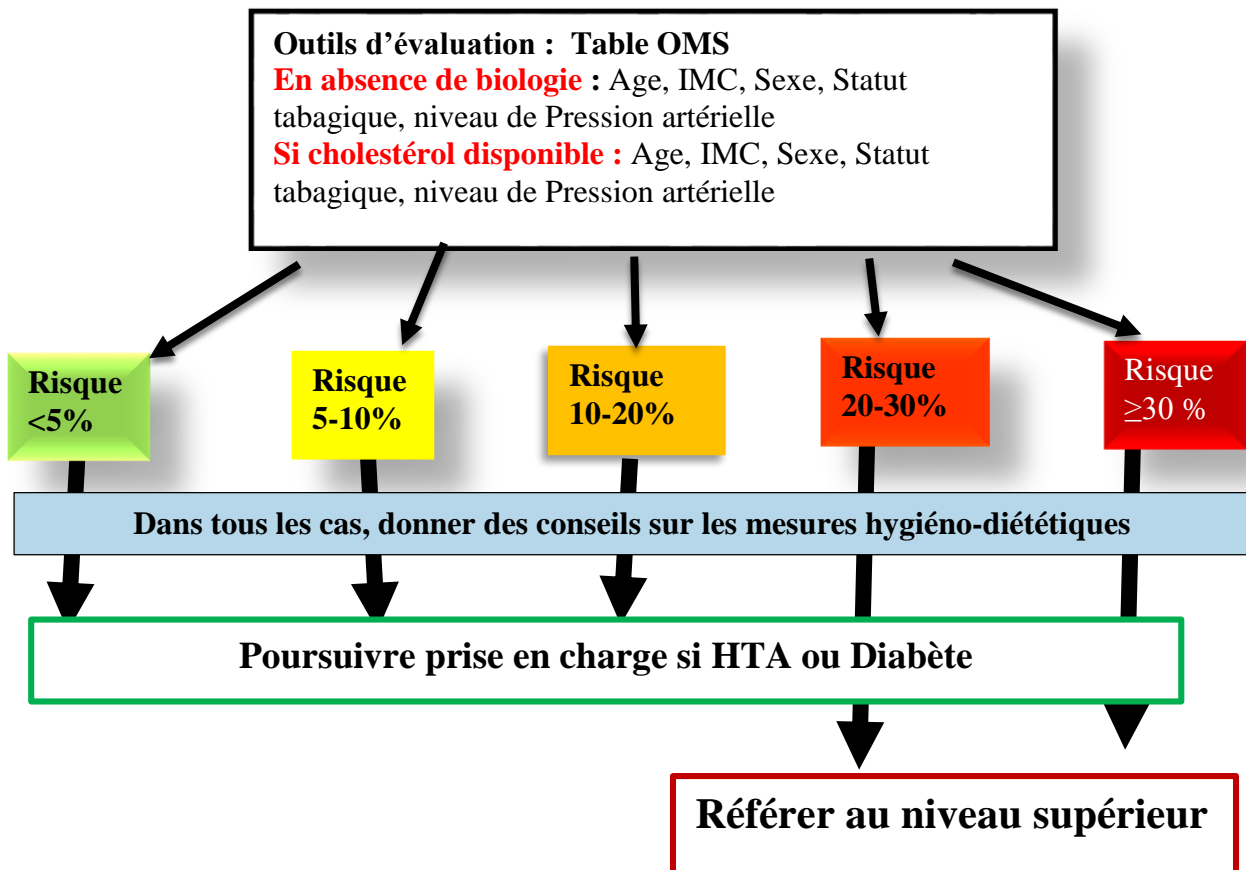 Outils d'évaluation : Table OMS
En absence de biologie : Age, IMC, Sexe, Statut
tabagique, niveau de Pression artérielle
Si cholestérol disponible : Age, IMC, Sexe, Statut
tabagique, niveau de Pression artérielle
Risque
<5%
Risque
5-10%
Risque
10-20%
Risque
20-30%
Risque
≥30 %
Dans tous les cas, donner des conseils sur les mesures hygiéno-diététiques
Poursuivre prise en charge si HTA ou Diabète
Référer au niveau supérieur